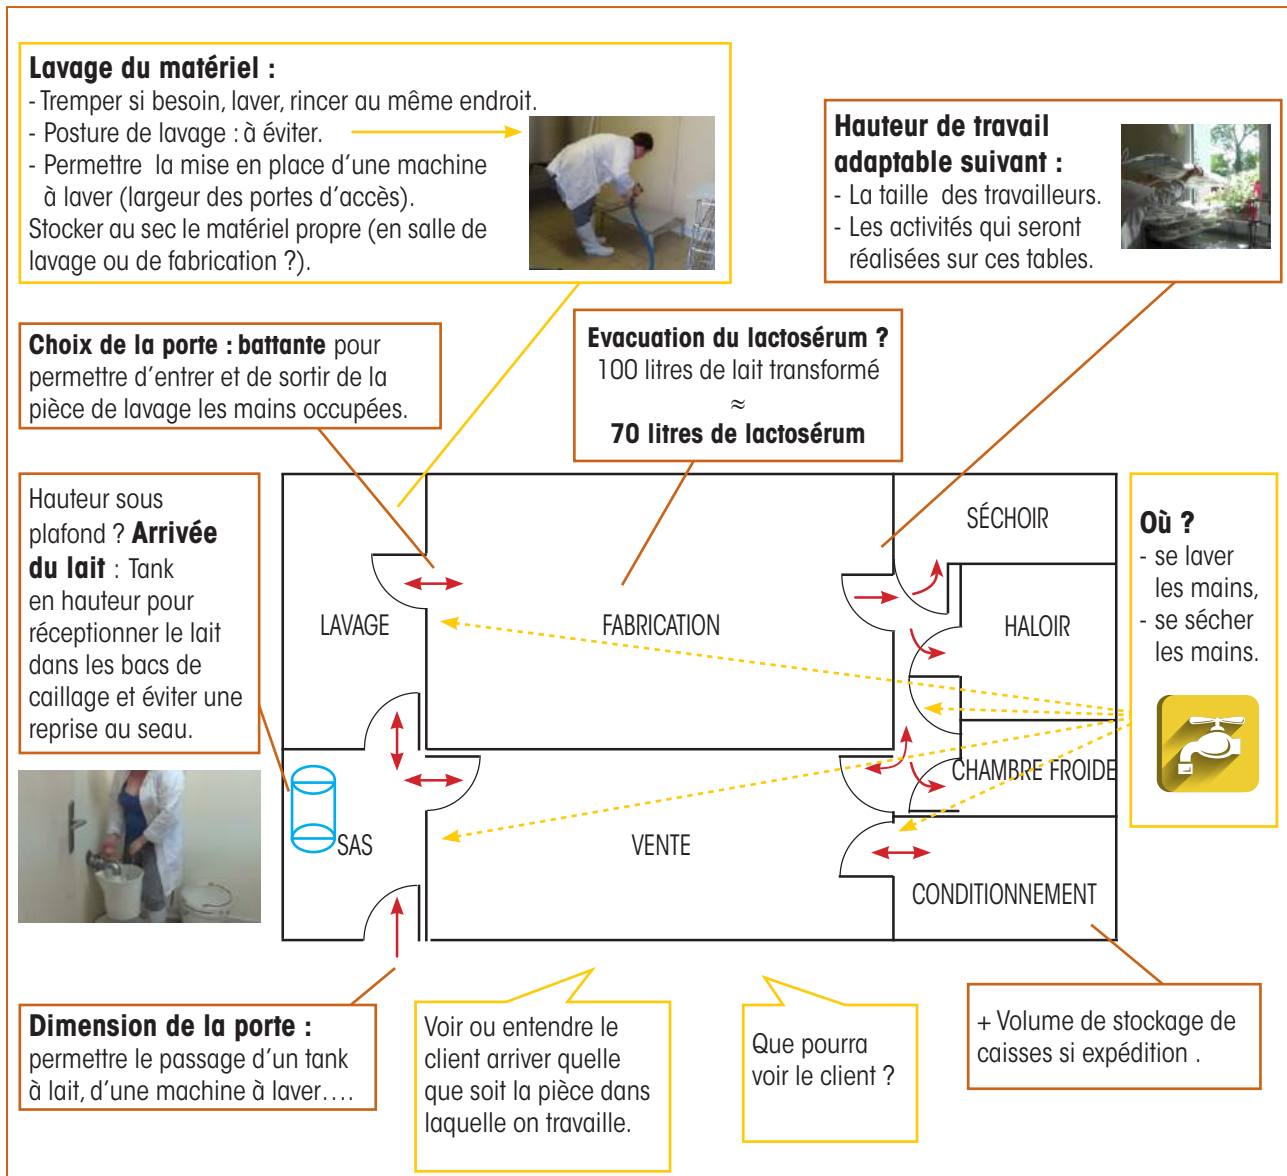 Lavage du matériel :
- Tremper si besoin, laver, rincer au même endroit.
- Posture de lavage : à éviter.
- Permettre la mise en place d'une machine
à laver (largeur des portes d'accès).
Stocker au sec le matériel propre (en salle de
lavage ou de fabrication ?).
Hauteur de travail
adaptable suivant :
- La taille des travailleurs.
- Les activités qui seront
réalisées sur ces tables.
Choix de la porte : battante pour
permettre d'entrer et de sortir de la
pièce de lavage les mains occupées.
Evacuation du lactosérum ?
100 litres de lait transformé
≈
70 litres de lactosérum
Hauteur sous
plafond ? Arrivée
du lait : Tank
en hauteur pour
réceptionner le lait
dans les bacs de
caillage et éviter une
reprise au seau.
Où ?
- se laver
les mains,
- se sécher
les mains.
SÉCHOIR
LAVAGE
FABRICATION
HALOIR
CHAMBRE FROIDE
SAS
VENTE
CONDITIONNEMENT
Dimension de la porte :
permettre le passage d'un tank
à lait, d'une machine à laver....
Voir ou entendre le
client arriver quelle
que soit la pièce dans
laquelle on travaille.
Que pourra
voir le client ?
+ Volume de stockage de
caisses si expédition .